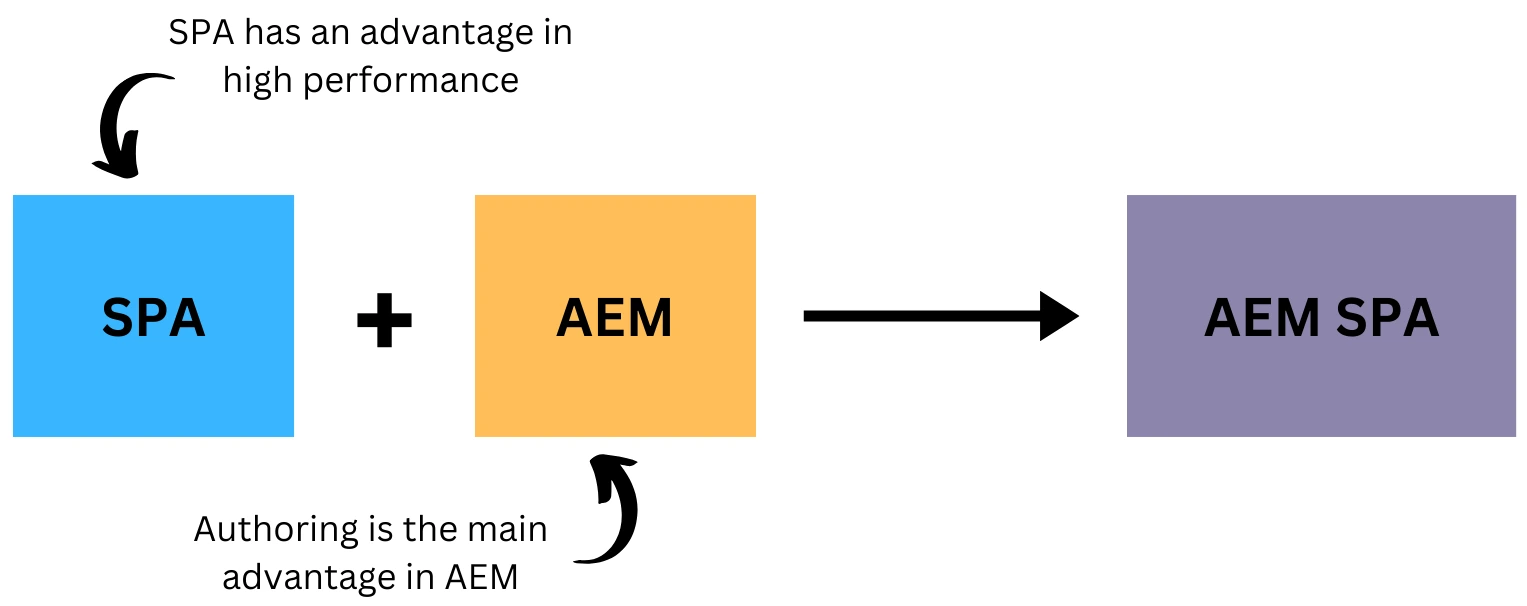 SPA has an advantage in
high performance
SPA
+
AEM
AEM SPA
Authoring is the main
advantage in AEM